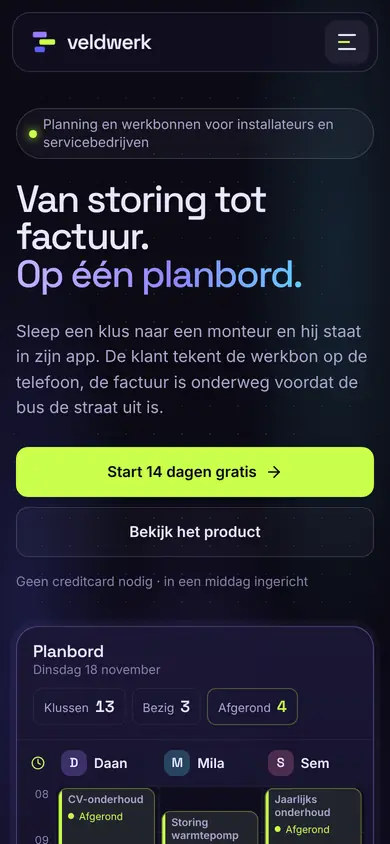 veldwerk
Planning en werkbonnen voor installateurs en
servicebedrijven
Van storing tot
factuur.
Op één planbord.
Sleep een klus naar een monteur en hij staat
in zijn app. De klant tekent de werkbon op de
telefoon, de factuur is onderweg voordat de
bus de straat uit is.
Start 14 dagen gratis →
Bekijk het product
Geen creditcard nodig · in een middag ingericht
Planbord
Dinsdag 18 november
Klussen 13 Bezig 3 Afgerond 4
D Daan M Mila S Sem
08 CV-onderhoud Jaarlijks
onderhoud
Afgerond Afgerond
Storing
warmtepomp
09